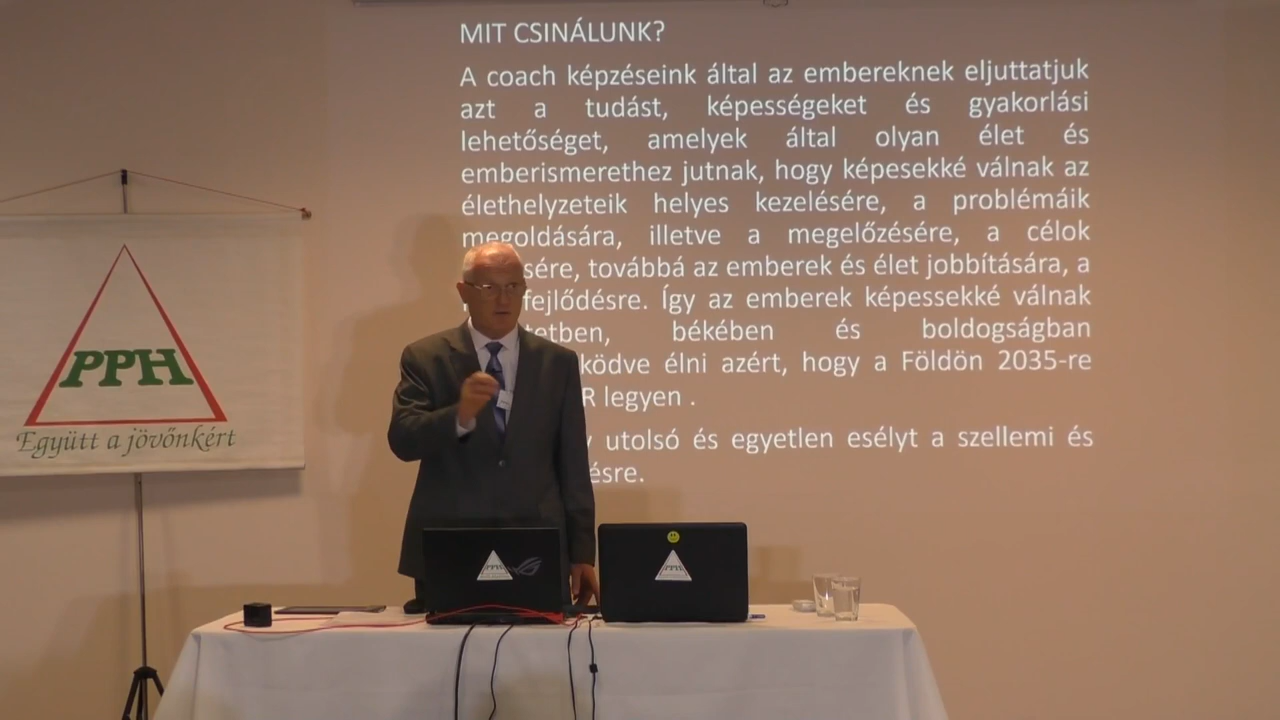 MIT CSINÁLUNK?
A coach képzéseink által az embereknek eljuttatjuk
azt a tudást, képességeket és gyakorlási
lehetőséget, amelyek által olyan élet és
emberismerethez jutnak, hogy képesekké válnak az
élethelyzeteik helyes kezelésére, a problémáik
megoldására, illetve a megelőzésére, a célok
sére, továbbá az emberek és élet jobbítására, a
fejlődésre. Így az emberek képessekké válnak
tetben, békében és boldogságban
ködve élni azért, hogy a Földön 2035-re
R legyen .
utolsó és egyetlen esélyt a szellemi és
ésre.
PPH
Együtt a jövőnkért
PPH
PPH